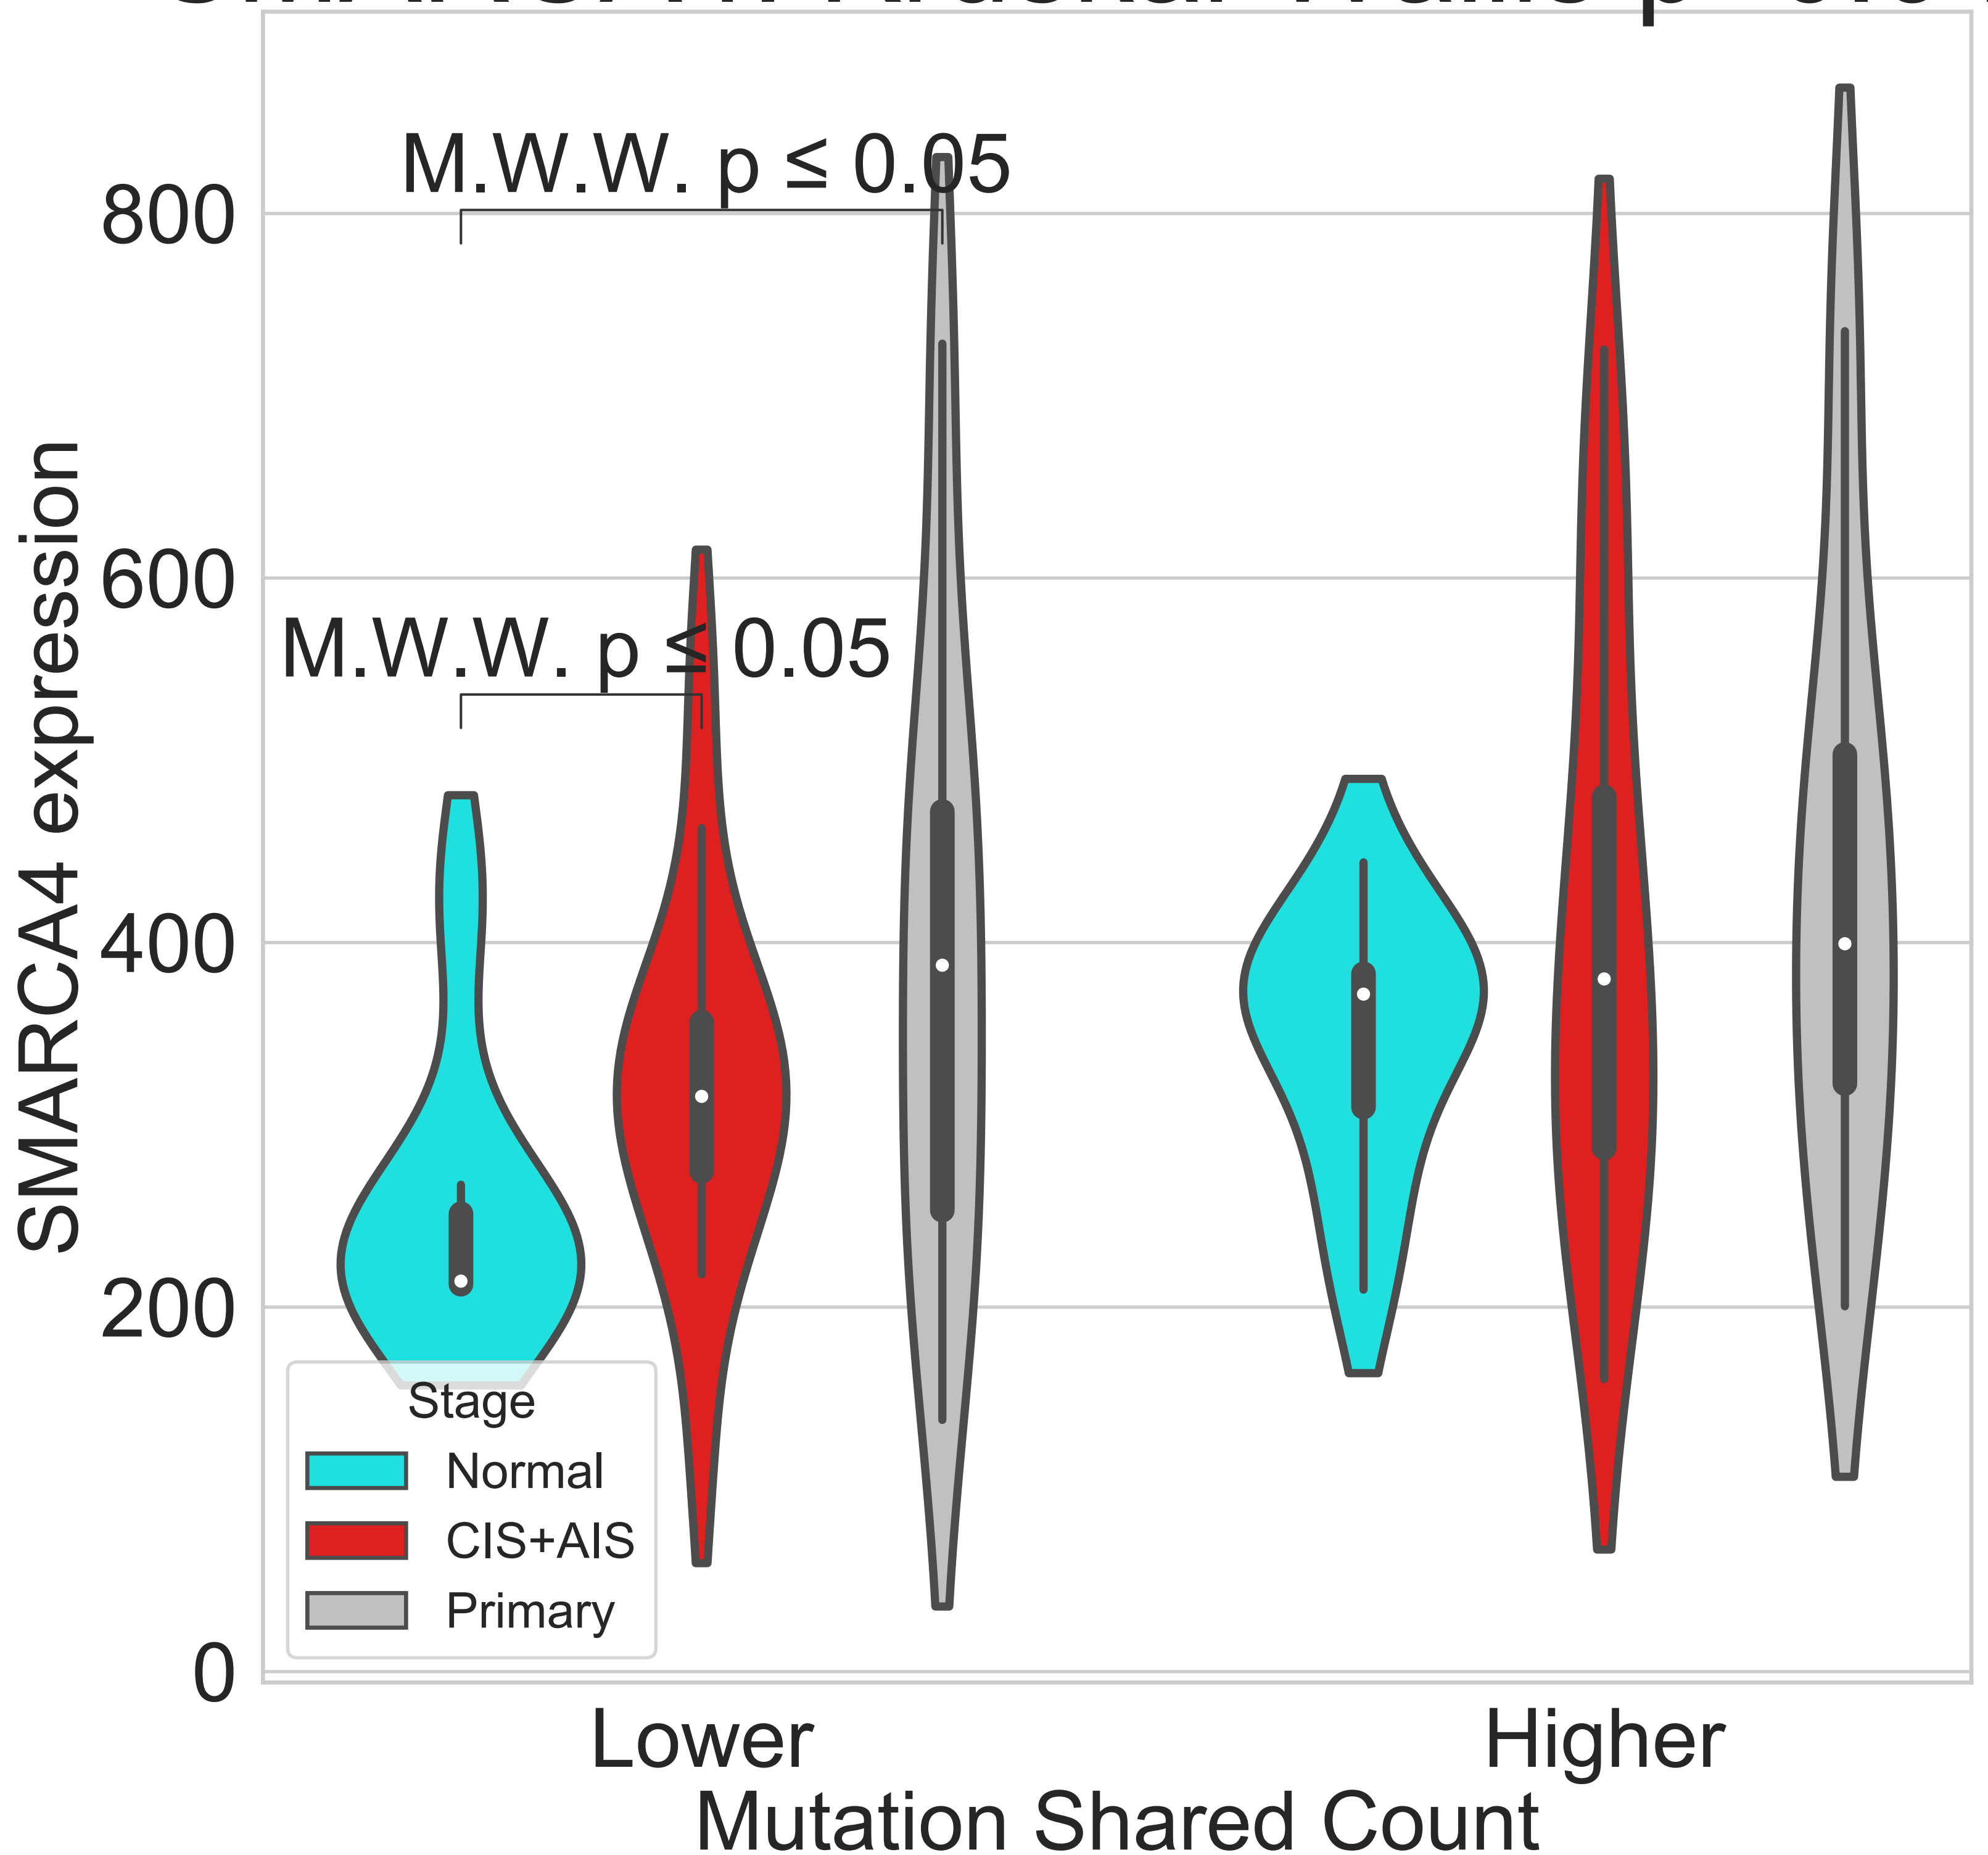 M.W.W. p ≤ 0.05
800
600
M.W.W. p ≤ 0.05
SMARCA4 expression
400
200
Stage
Normal
CIS+AIS
Primary
0
Lower
Higher
Mutation Shared Count